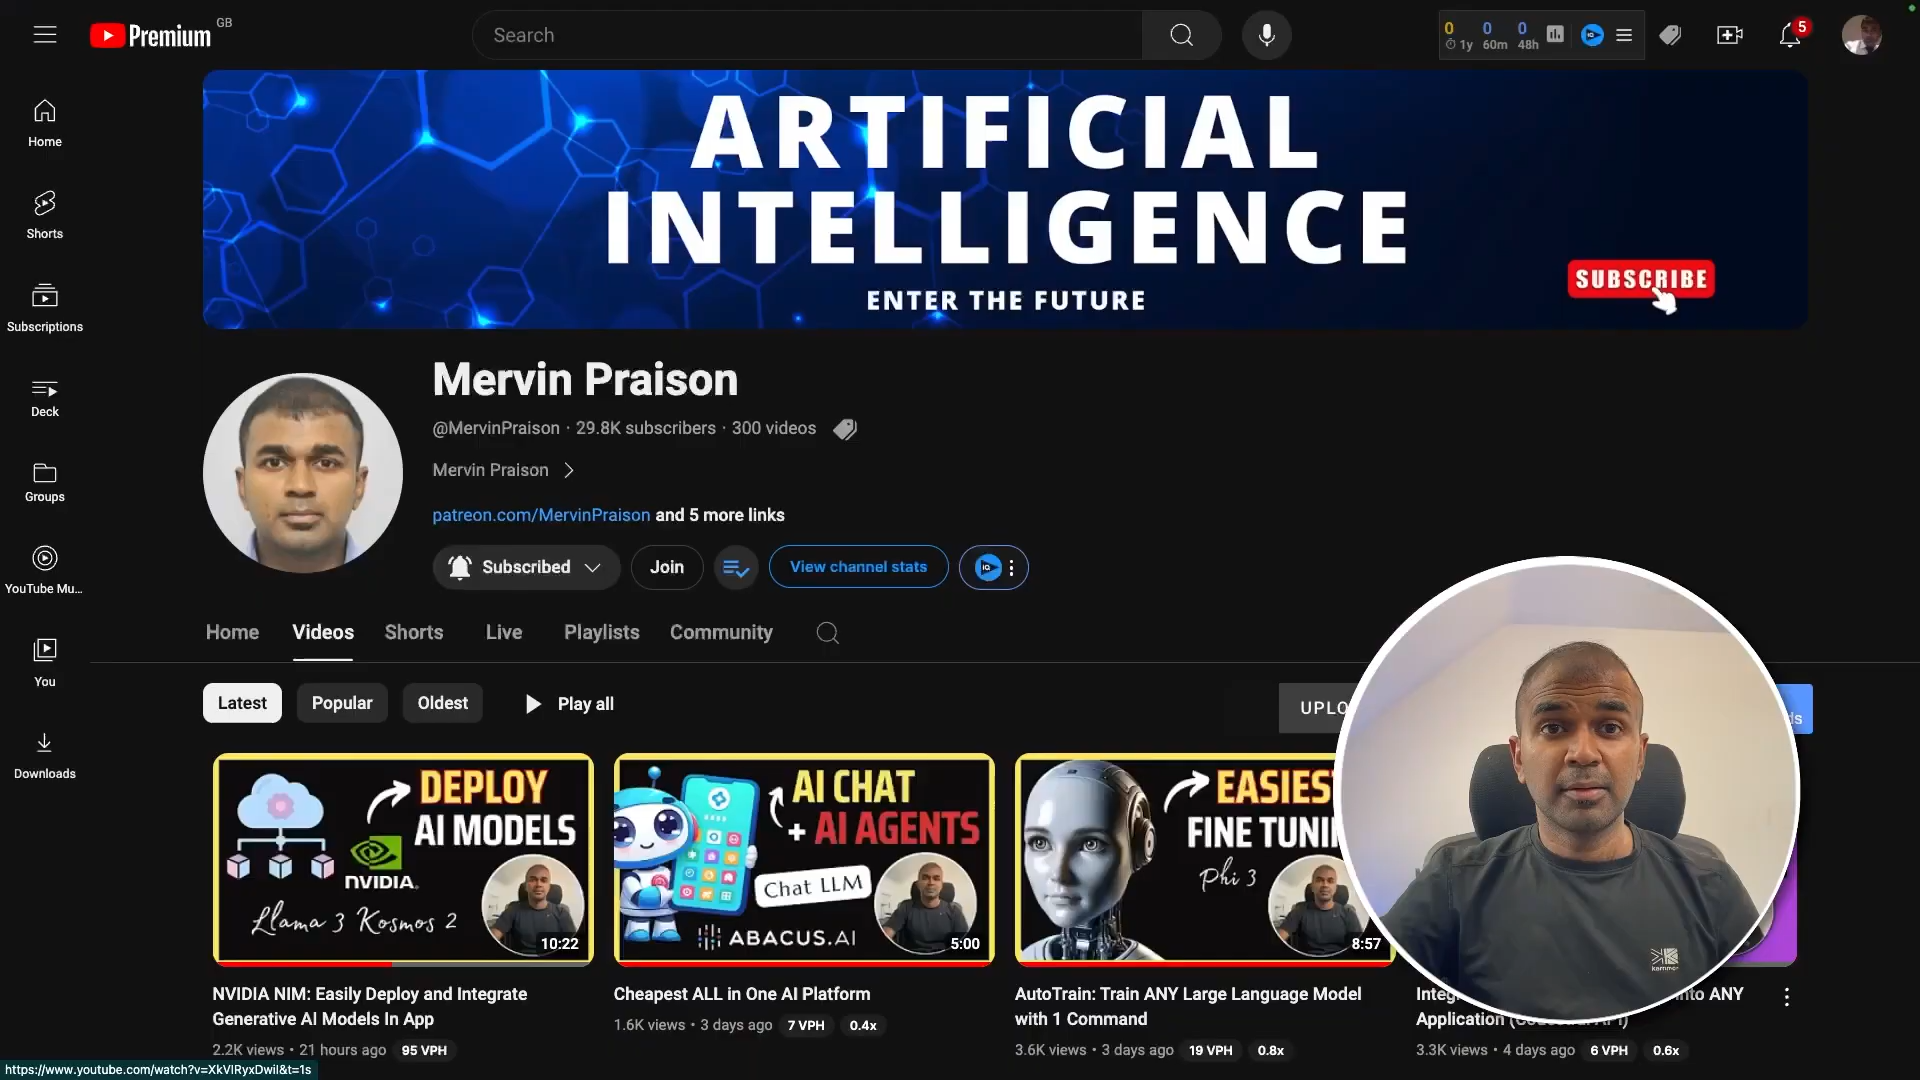 Premium GB
Search
0 0 0
1y 60m 48h
5
ARTIFICIAL
INTELLIGENCE
ENTER THE FUTURE
SUBSCRIBE
Home
Shorts
Subscriptions
Deck
Groups
YouTube Mu...
You
Downloads
Mervin Praison
@MervinPraison · 29.8K subscribers · 300 videos
Mervin Praison
patreon.com/MervinPraison and 5 more links
Subscribed Join View channel stats
Home Videos Shorts Live Playlists Community
Latest Popular Oldest Play all
DEPLOY
AI MODELS
NVIDIA.
Llama 3 Kosmos 2
10:22
AI CHAT
+ AI AGENTS
Chat LLM
ABACUS.AI
5:00
FINE
Phi 3
8:57
NVIDIA NIM: Easily Deploy and Integrate
Generative AI Models In App
2.2K views • 21 hours ago 95 VPH
Cheapest ALL in One AI Platform
1.6K views • 3 days ago 7 VPH 0.4x
AutoTrain: Train ANY Large Language Model
with 1 Command
3.6K views • 3 days ago 19 VPH 0.8x
ANY
Application
3.3K views • 4 days ago 6 VPH 0.6x
https://www.youtube.com/watch?v=XkVlRyxDwiI&t=1s